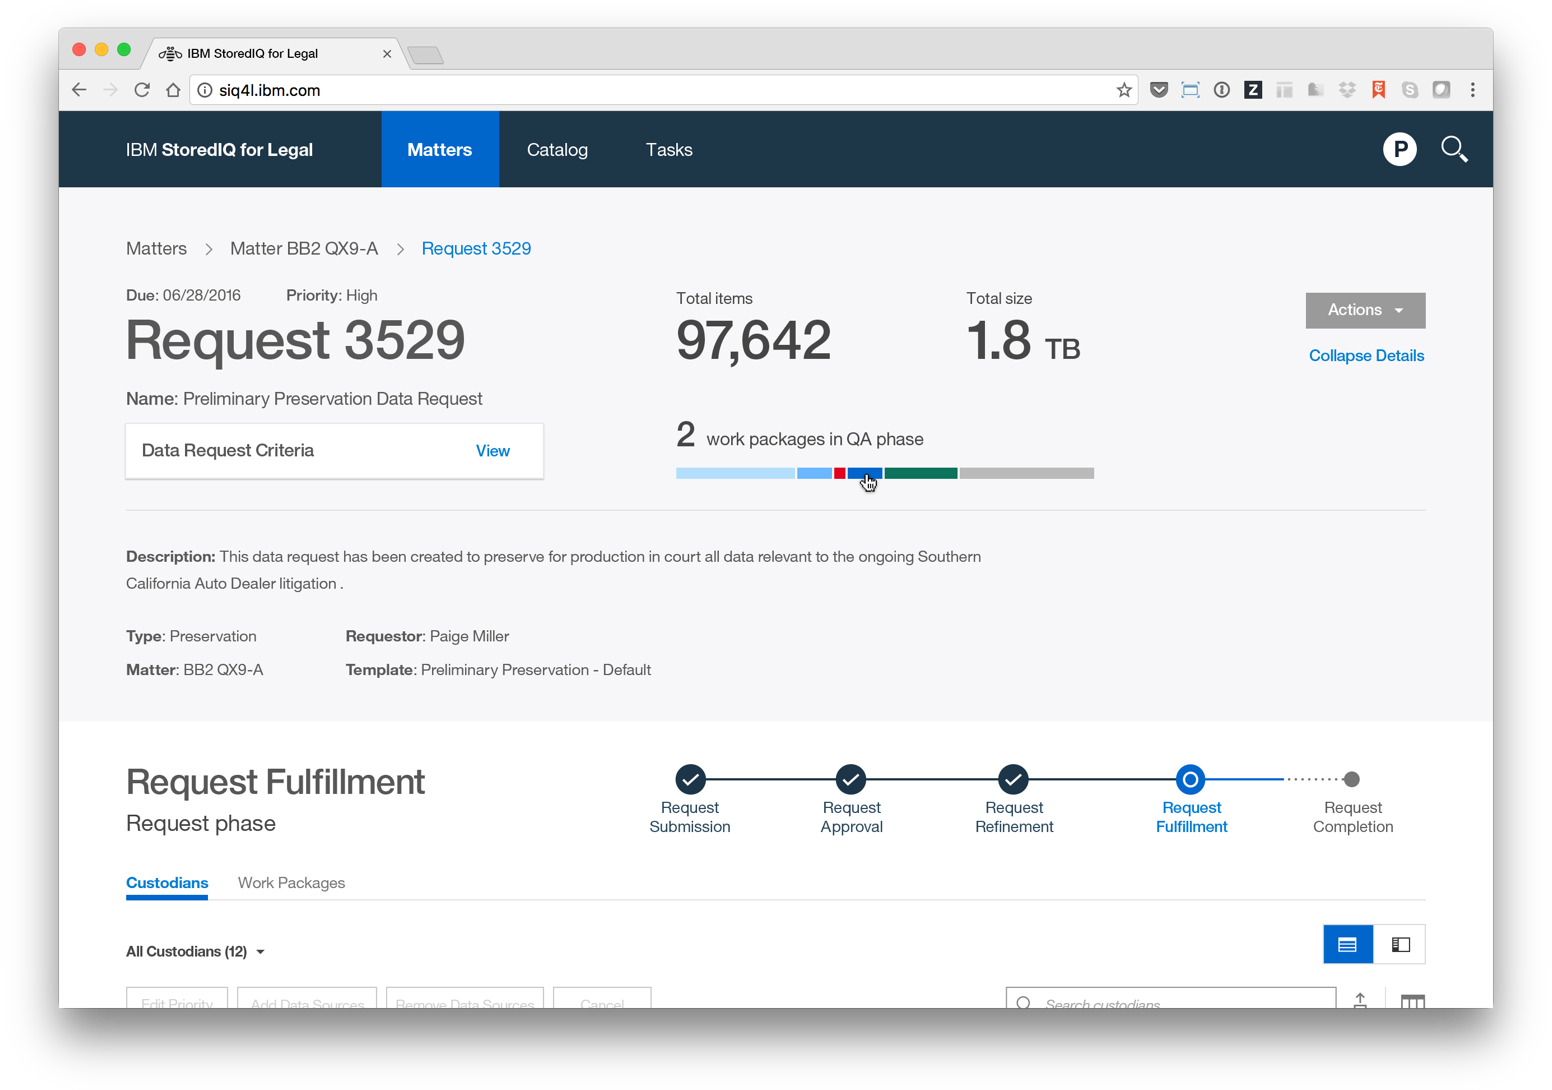 IBM StoredIQ for Legal
siq4l.ibm.com
IBM StoredIQ for Legal Matters Catalog Tasks P
Matters > Matter BB2 QX9-A > Request 3529
Due: 06/28/2016 Priority: High
Request 3529
Total items
97,642
Total size
1.8 TB
Actions
Collapse Details
Name: Preliminary Preservation Data Request
Data Request Criteria View
2 work packages in QA phase
Description: This data request has been created to preserve for production in court all data relevant to the ongoing Southern
California Auto Dealer litigation .
Type: Preservation Requestor: Paige Miller
Matter: BB2 QX9-A Template: Preliminary Preservation - Default
Request Fulfillment
Request phase
Request
Submission
Request
Approval
Request
Refinement
Request
Fulfillment
Request
Completion
Custodians Work Packages
All Custodians (12)
Edit Priority Add Data Sources Remove Data Sources Cancel Search custodians